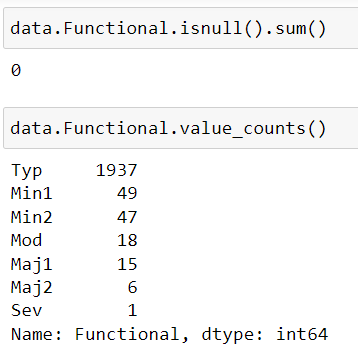 data.Functional.isnull().sum()
0
data.Functional.value_counts()
Typ     1937
Min1      49
Min2      47
Mod       18
Maj1      15
Maj2       6
Sev        1
Name: Functional, dtype: int64